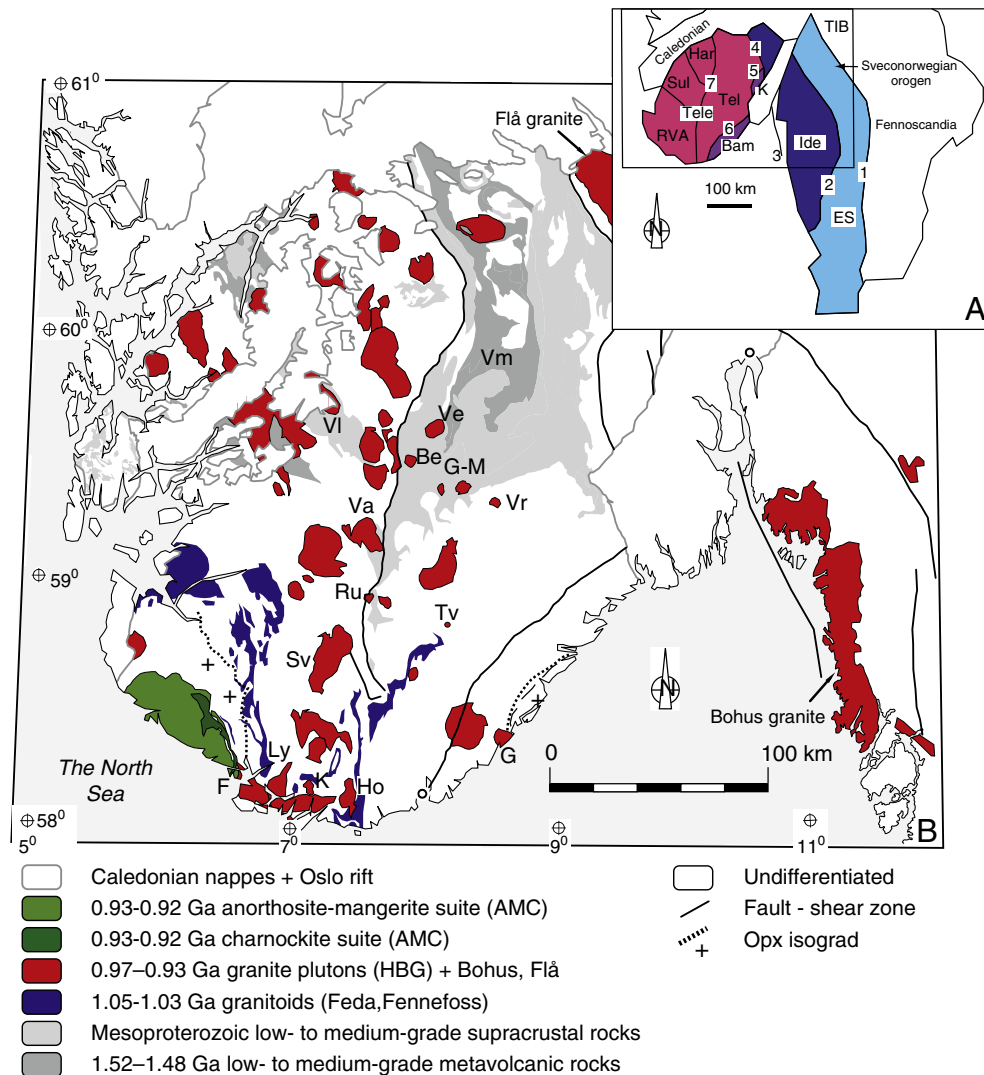 TIB
Caledonian
Har
4
Sveconorwegian
orogen
Sul
7
5
K
Tel
Tele
Fennoscandia
RVA
6
Bam
3
Ide
2
1
100 km
ES
N
A
61⁰
Flå granite
60⁰
Vm
Vl
Ve
Be
G-M
Va
Vr
59⁰
Ru
Tv
Sv
N
+
+
+
Bohus granite
G
0
100 km
The North
Sea
Ly
F
K
Ho
58⁰
5⁰
7⁰
9⁰
11⁰
B
Caledonian nappes + Oslo rift
0.93-0.92 Ga anorthosite-mangerite suite (AMC)
0.93-0.92 Ga charnockite suite (AMC)
0.97–0.93 Ga granite plutons (HBG) + Bohus, Flå
1.05-1.03 Ga granitoids (Feda,Fennefoss)
Mesoproterozoic low- to medium-grade supracrustal rocks
1.52–1.48 Ga low- to medium-grade metavolcanic rocks
Undifferentiated
Fault - shear zone
Opx isograd
+